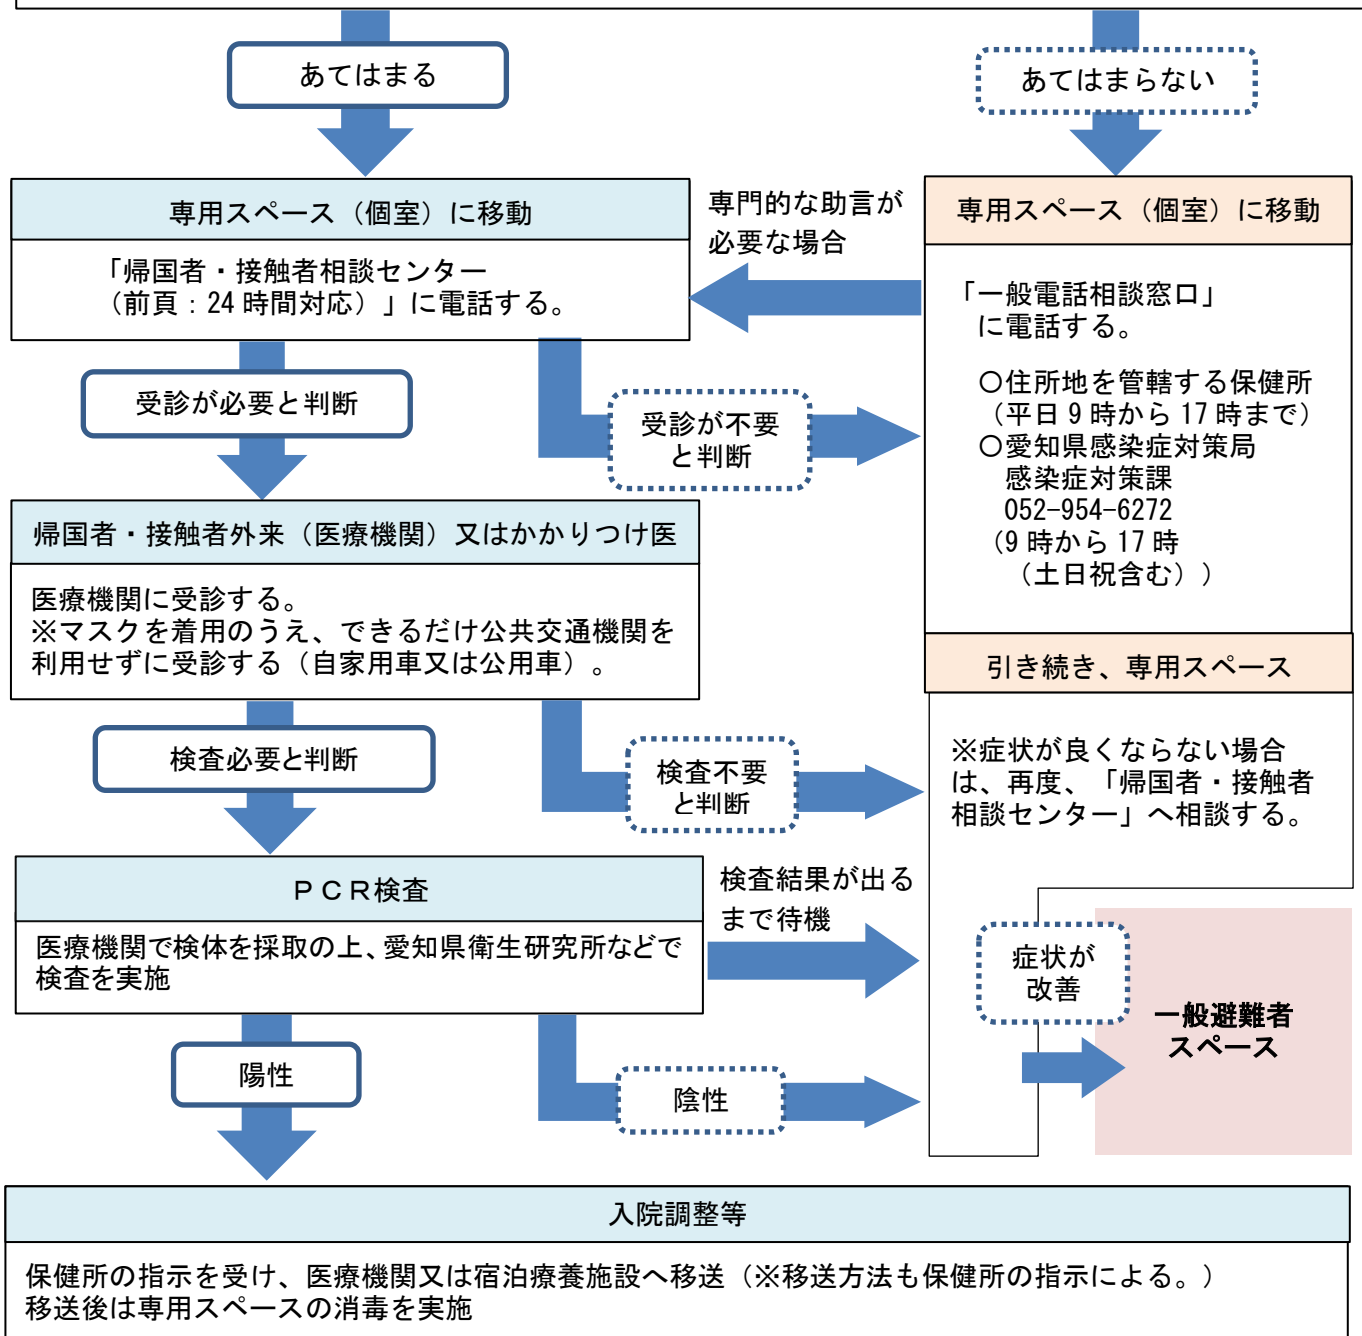 あてはまる
あてはまらない
専用スペース（個室）に移動
「帰国者・接触者相談センター
（前頁：24時間対応）」に電話する。
専門的な助言が
必要な場合
専用スペース（個室）に移動
「一般電話相談窓口」
に電話する。
〇住所地を管轄する保健所
（平日9時から17時まで）
〇愛知県感染症対策局
感染症対策課
052-954-6272
（9時から17時
（土日祝含む））
受診が必要と判断
受診が不要
と判断
帰国者・接触者外来（医療機関）又はかかりつけ医
医療機関に受診する。
※マスクを着用のうえ、できるだけ公共交通機関を
利用せずに受診する（自家用車又は公用車）。
引き続き、専用スペース
※症状が良くならない場合
は、再度、「帰国者・接触者
相談センター」へ相談する。
検査必要と判断
検査不要
と判断
ＰＣＲ検査
医療機関で検体を採取の上、愛知県衛生研究所などで
検査を実施
検査結果が出る
まで待機
症状が
改善
一般避難者
スペース
陽性
陰性
入院調整等
保健所の指示を受け、医療機関又は宿泊療養施設へ移送（※移送方法も保健所の指示による。）
移送後は専用スペースの消毒を実施